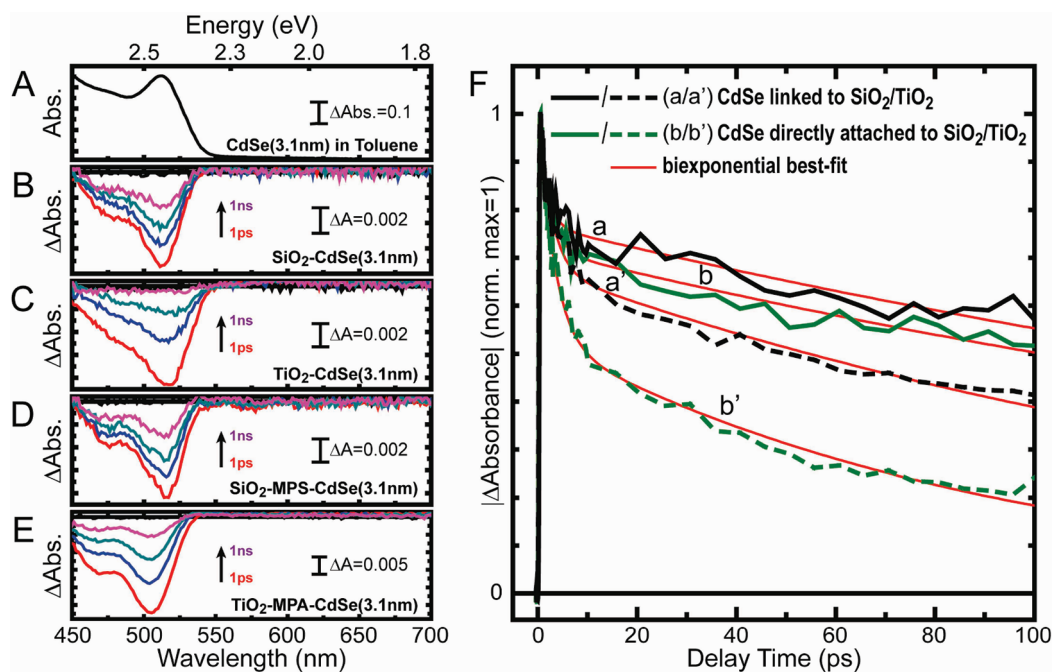 Energy (eV)
2.5 2.3 2.0 1.8
A
Abs.
ΔAbs.=0.1
CdSe(3.1nm) in Toluene
B
ΔAbs.
1ns
1ps
ΔA=0.002
SiO₂-CdSe(3.1nm)
C
ΔAbs.
1ns
1ps
ΔA=0.002
TiO₂-CdSe(3.1nm)
D
ΔAbs.
1ns
1ps
ΔA=0.002
SiO₂-MPS-CdSe(3.1nm)
E
ΔAbs.
1ns
1ps
ΔA=0.005
TiO₂-MPA-CdSe(3.1nm)
450 500 550 600 650 700
Wavelength (nm)
F
|ΔAbsorbance| (norm. max=1)
1
0
/ (a/a’) CdSe linked to SiO₂/TiO₂
/ (b/b’) CdSe directly attached to SiO₂/TiO₂
biexponential best-fit
a
b
a’
b’
0 20 40 60 80 100
Delay Time (ps)